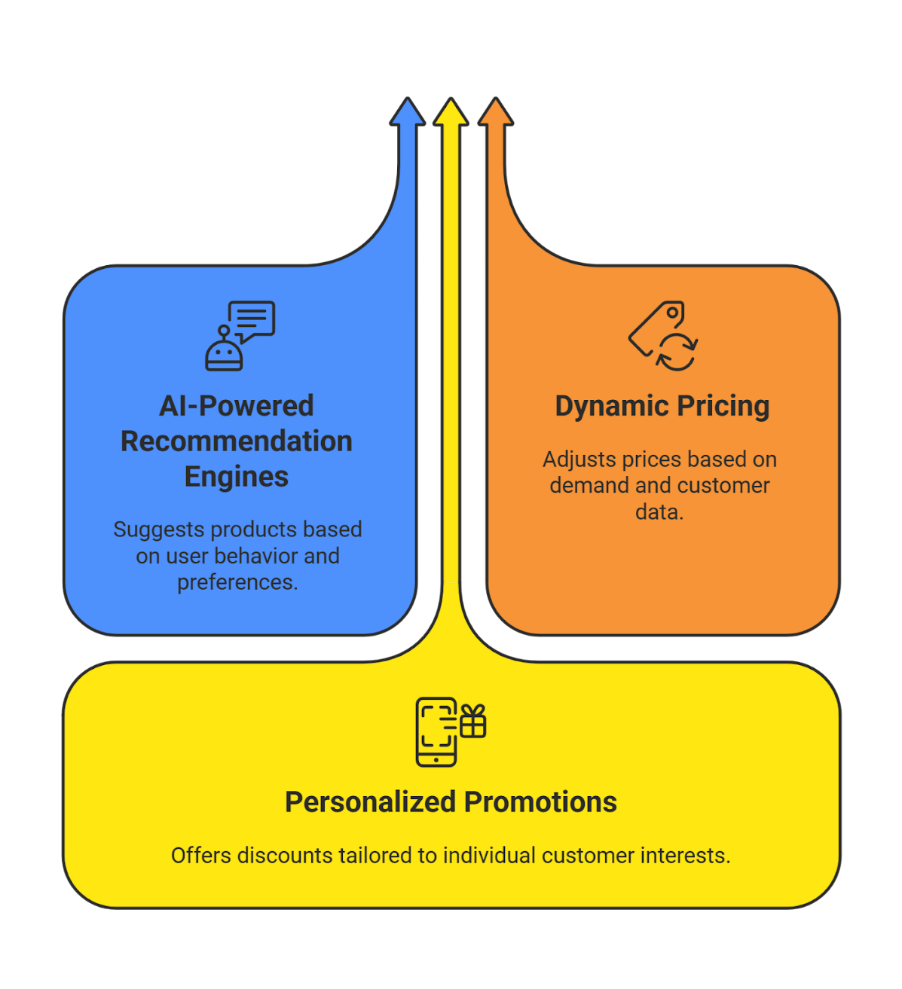 AI-Powered
Recommendation
Engines
Suggests products based
on user behavior and
preferences.
Dynamic Pricing
Adjusts prices based on
demand and customer
data.
Personalized Promotions
Offers discounts tailored to individual customer interests.